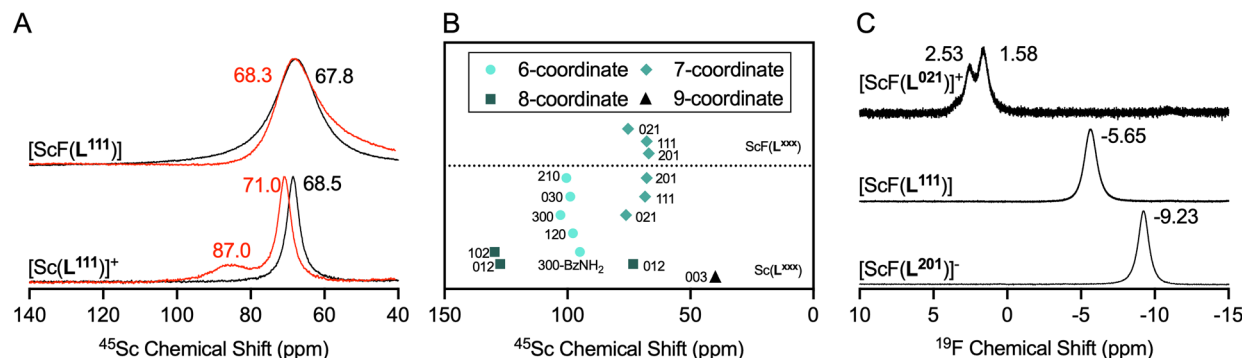 A
68.3
67.8
[ScF(L¹¹¹)]
71.0
68.5
87.0
[Sc(L¹¹¹)]⁺
140 120 100 80 60 40
⁴⁵Sc Chemical Shift (ppm)
B
6-coordinate
7-coordinate
8-coordinate
9-coordinate
021
111
201
ScF(Lˣˣˣ)
210
201
030
111
300
021
120
102
300-BzNH₂
012
012
Sc(Lˣˣˣ)
003
150 100 50 0
⁴⁵Sc Chemical Shift (ppm)
C
2.53 1.58
[ScF(L⁰²¹)]⁺
-5.65
[ScF(L¹¹¹)]
-9.23
[ScF(L²⁰¹)]⁻
10 5 0 -5 -10 -15
¹⁹F Chemical Shift (ppm)